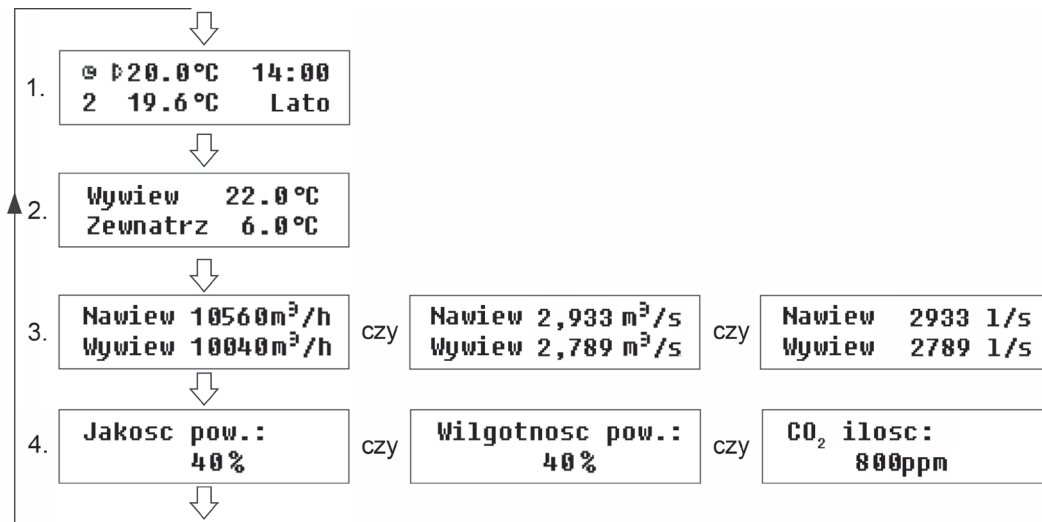 1.
◷ ▷20.0°C 14:00
2 19.6°C Lato
2.
Wywiew 22.0°C
Zewnatrz 6.0°C
3.
Nawiew 10560m³/h
Wywiew 10040m³/h
czy
Nawiew 2,933 m³/s
Wywiew 2,789 m³/s
czy
Nawiew 2933 l/s
Wywiew 2789 l/s
4.
Jakosc pow.:
40%
czy
Wilgotnosc pow.:
40%
czy
CO₂ ilosc:
800ppm